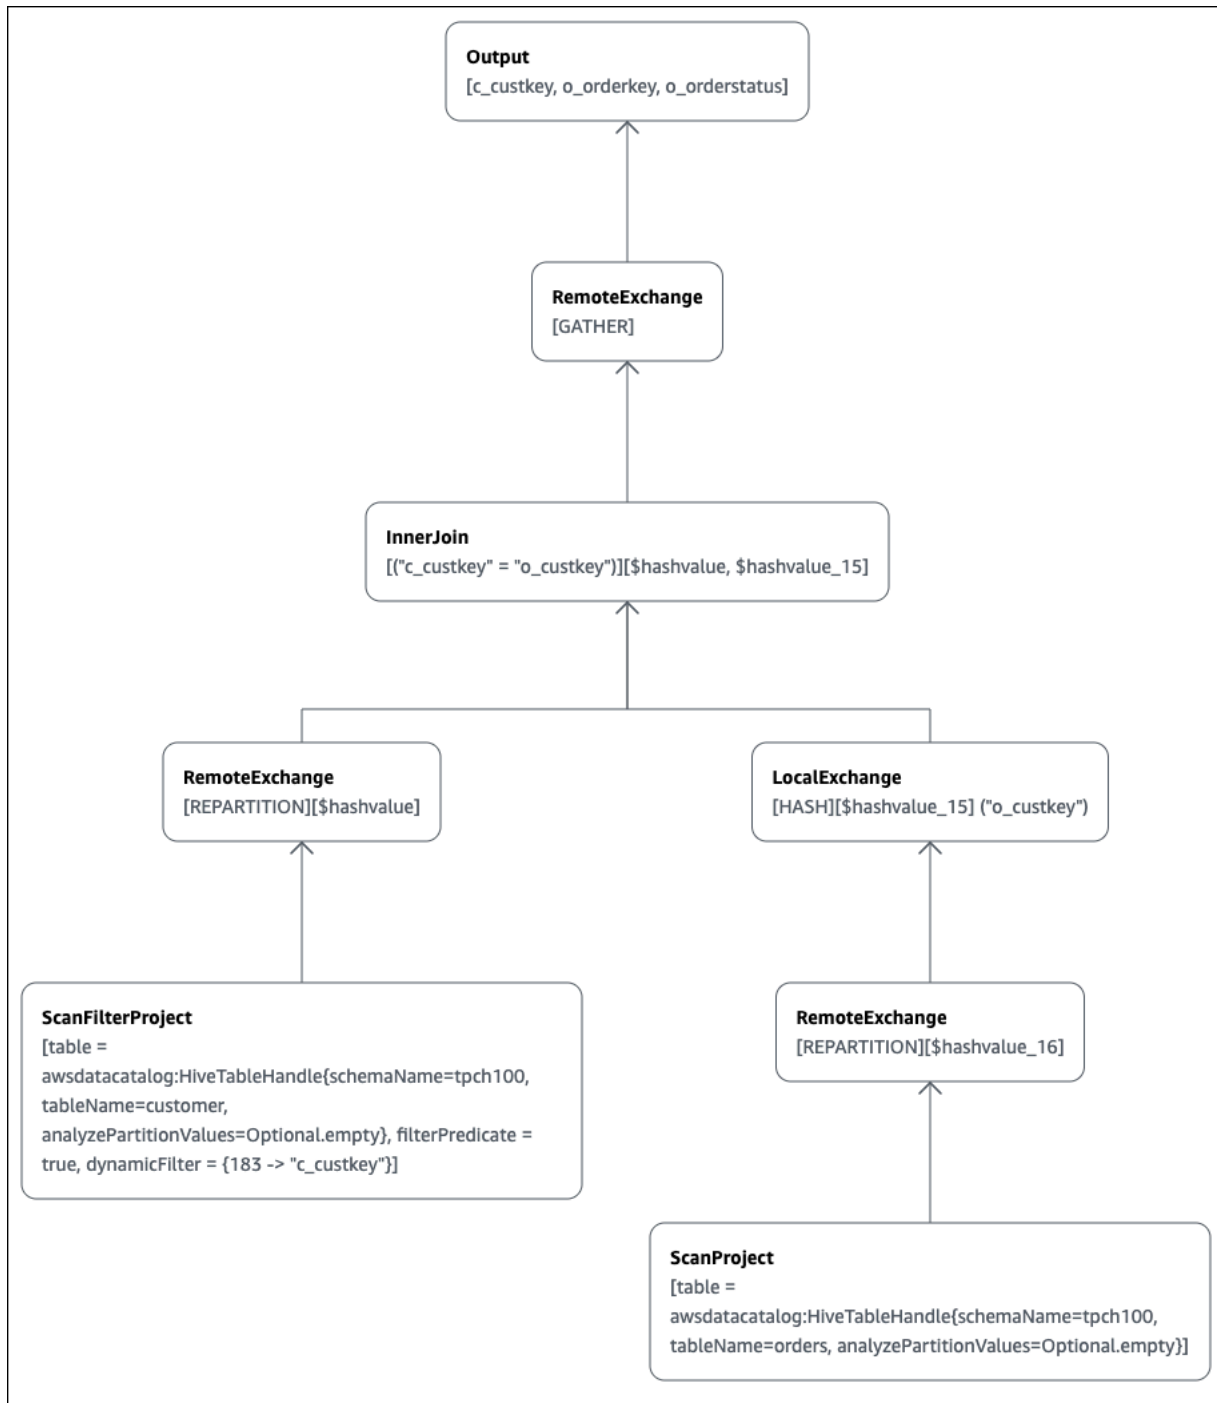 Output
[c_custkey, o_orderkey, o_orderstatus]
RemoteExchange
[GATHER]
InnerJoin
[("c_custkey" = "o_custkey")][$hashvalue, $hashvalue_15]
RemoteExchange
[REPARTITION][$hashvalue]
LocalExchange
[HASH][$hashvalue_15] ("o_custkey")
ScanFilterProject
[table =
awsdatacatalog:HiveTableHandle{schemaName=tpch100,
tableName=customer,
analyzePartitionValues=Optional.empty}, filterPredicate =
true, dynamicFilter = {183 -> "c_custkey"}]
RemoteExchange
[REPARTITION][$hashvalue_16]
ScanProject
[table =
awsdatacatalog:HiveTableHandle{schemaName=tpch100,
tableName=orders, analyzePartitionValues=Optional.empty}]